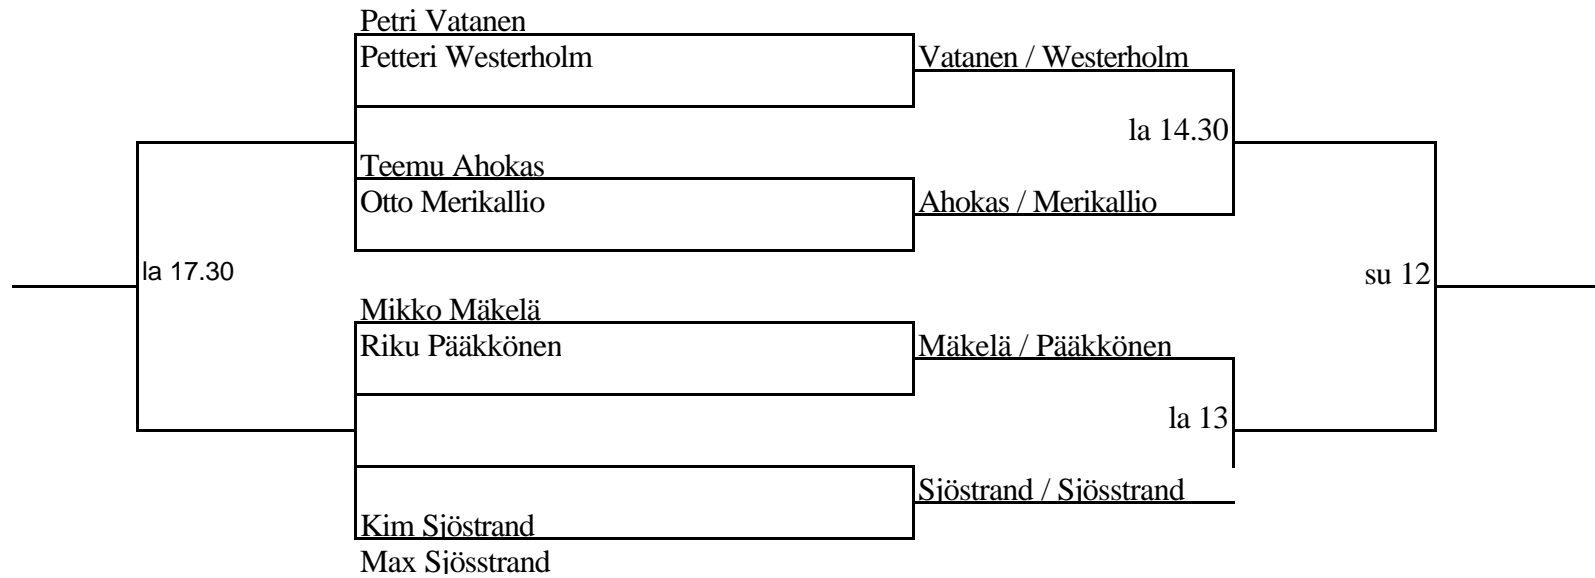 Petri Vatanen
Petteri Westerholm
Vatanen / Westerholm
la 14.30
Teemu Ahokas
Otto Merikallio
Ahokas / Merikallio
la 17.30
su 12
Mikko Mäkelä
Riku Pääkkönen
Mäkelä / Pääkkönen
la 13
Sjöstrand / Sjösstrand
Kim Sjöstrand
Max Sjösstrand